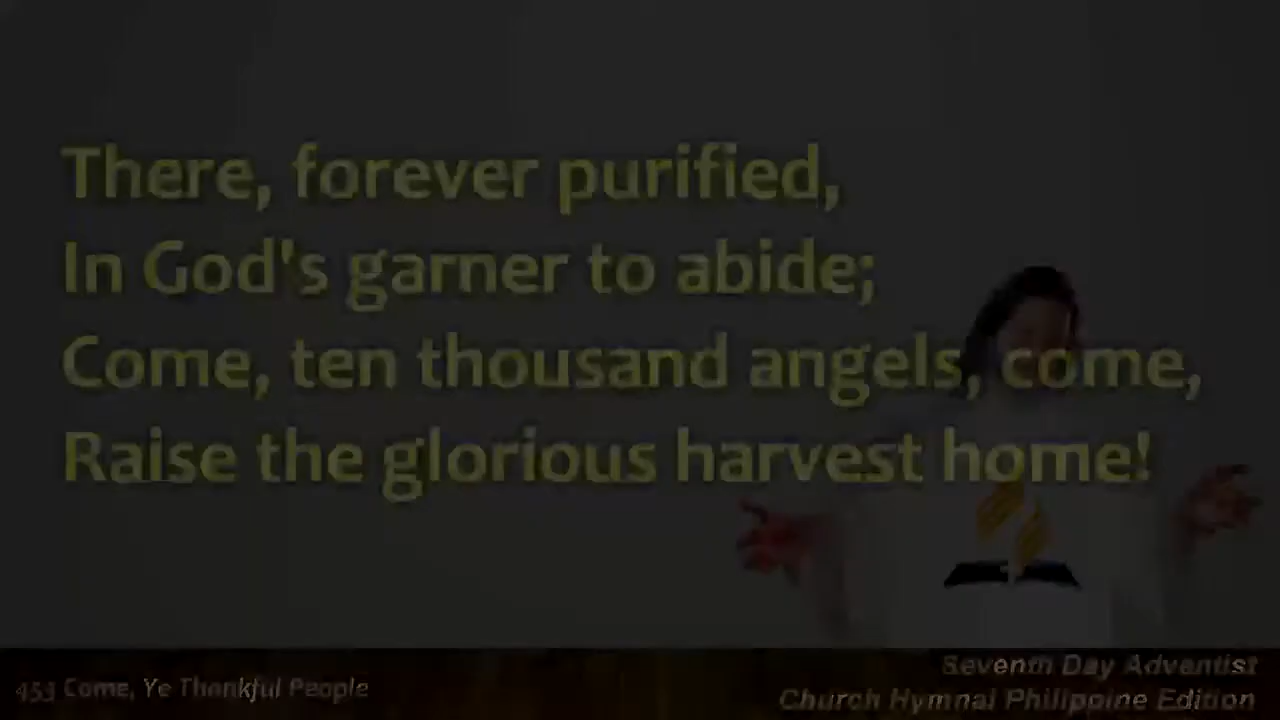 There, forever purified,
In God's garner to abide;
Come, ten thousand angels, come,
Raise the glorious harvest home!
453 Come, Ye Thankful People
Seventh Day Adventist
Church Hymnal Philippine Edition